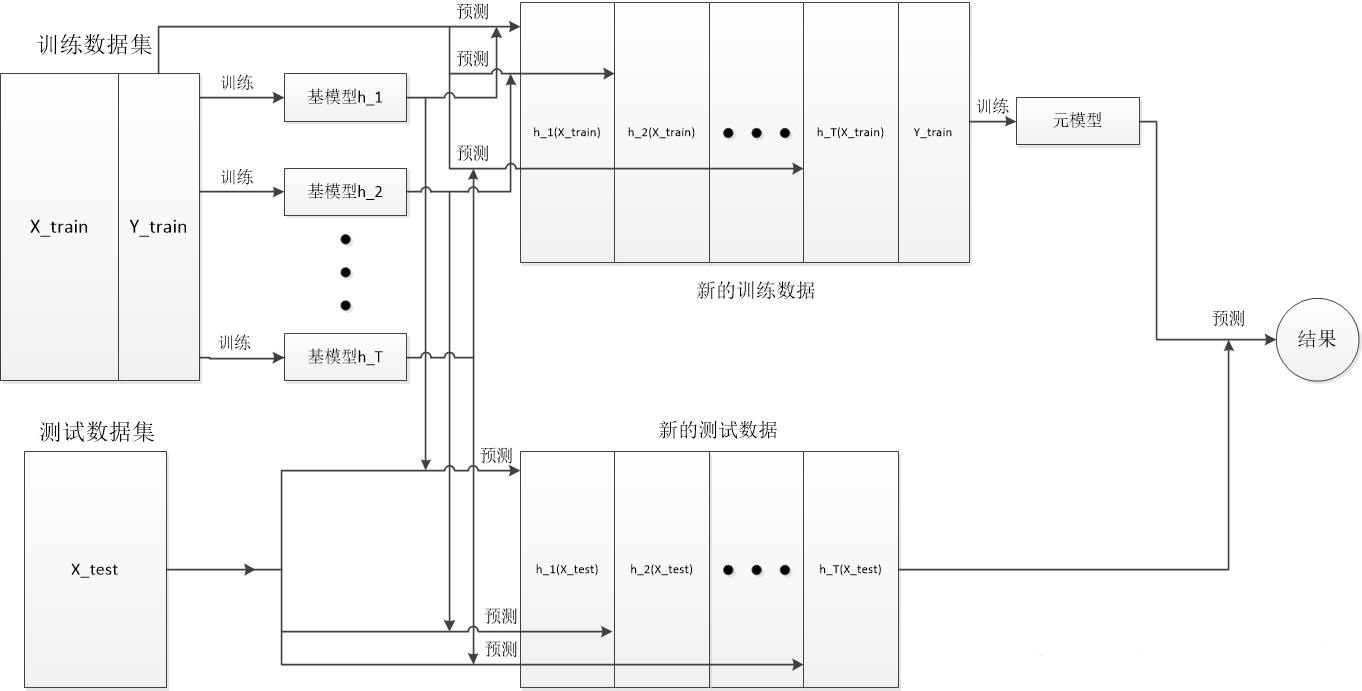 预测
训练数据集
预测
训练
基模型h_1
训练
元模型
h_1(X_train)
h_2(X_train)
h_T(X_train)
Y_train
预测
训练
基模型h_2
X_train
Y_train
新的训练数据
预测
结果
训练
基模型h_T
测试数据集
新的测试数据
预测
X_test
h_1(X_test)
h_2(X_test)
h_T(X_test)
预测
预测